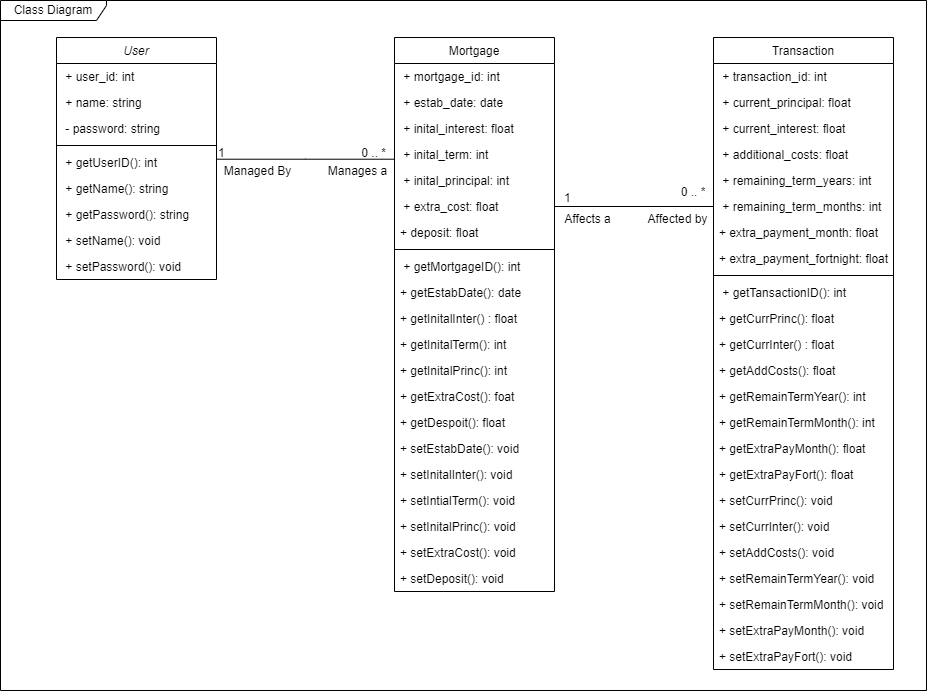 Class Diagram
User
+ user_id: int
+ name: string
- password: string
+ getUserID(): int
+ getName(): string
+ getPassword(): string
+ setName(): void
+ setPassword(): void
1
0 .. *
Managed By
Manages a
Mortgage
+ mortgage_id: int
+ estab_date: date
+ inital_interest: float
+ inital_term: int
+ inital_principal: int
+ extra_cost: float
+ deposit: float
+ getMortgageID(): int
+ getEstabDate(): date
+ getInitalInter() : float
+ getInitalTerm(): int
+ getInitalPrinc(): int
+ getExtraCost(): foat
+ getDespoit(): float
+ setEstabDate(): void
+ setInitalInter(): void
+ setIntialTerm(): void
+ setInitalPrinc(): void
+ setExtraCost(): void
+ setDeposit(): void
1
0 .. *
Affects a
Affected by
Transaction
+ transaction_id: int
+ current_principal: float
+ current_interest: float
+ additional_costs: float
+ remaining_term_years: int
+ remaining_term_months: int
+ extra_payment_month: float
+ extra_payment_fortnight: float
+ getTansactionID(): int
+ getCurrPrinc(): float
+ getCurrInter() : float
+ getAddCosts(): float
+ getRemainTermYear(): int
+ getRemainTermMonth(): int
+ getExtraPayMonth(): float
+ getExtraPayFort(): float
+ setCurrPrinc(): void
+ setCurrInter(): void
+ setAddCosts(): void
+ setRemainTermYear(): void
+ setRemainTermMonth(): void
+ setExtraPayMonth(): void
+ setExtraPayFort(): void